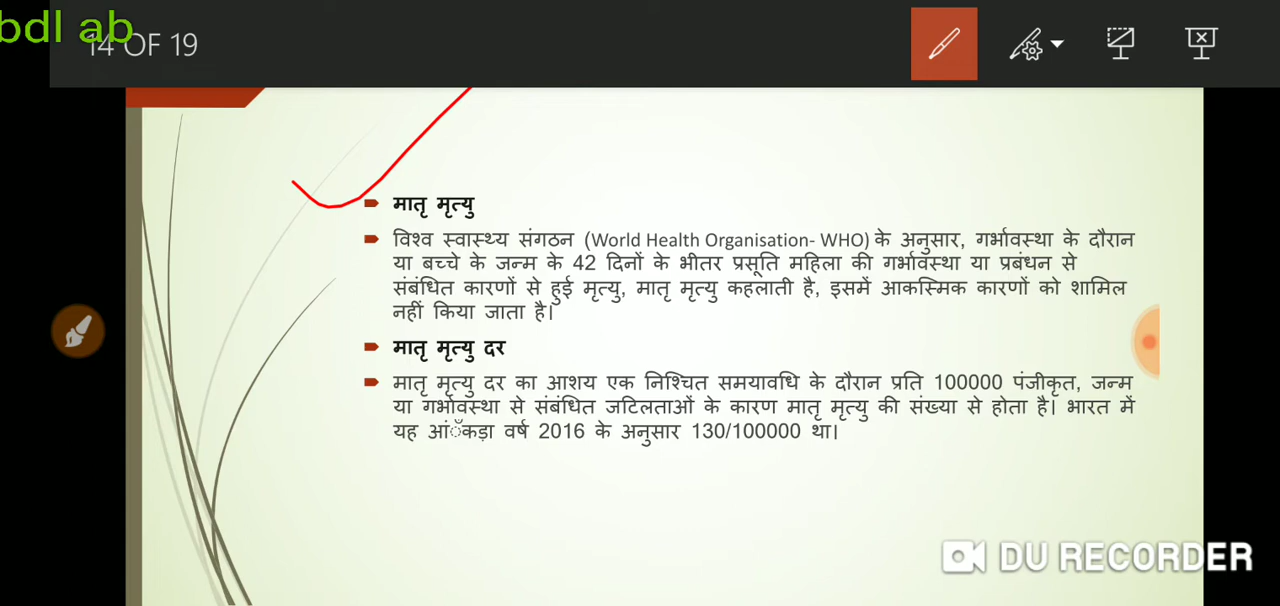 bdl ab
14 OF 19
मातृ मृत्यु
विश्व स्वास्थ्य संगठन (World Health Organisation- WHO) के अनुसार, गर्भावस्था के दौरान
या बच्चे के जन्म के 42 दिनों के भीतर प्रसूति महिला की गर्भावस्था या प्रबंधन से
संबंधित कारणों से हुई मृत्यु, मातृ मृत्यु कहलाती है, इसमें आकस्मिक कारणों को शामिल
नहीं किया जाता है।
मातृ मृत्यु दर
मातृ मृत्यु दर का आशय एक निश्चित समयावधि के दौरान प्रति 100000 पंजीकृत, जन्म
या गर्भावस्था से संबंधित जटिलताओं के कारण मातृ मृत्यु की संख्या से होता है। भारत में
यह आंँकड़ा वर्ष 2016 के अनुसार 130/100000 था।
DU RECORDER